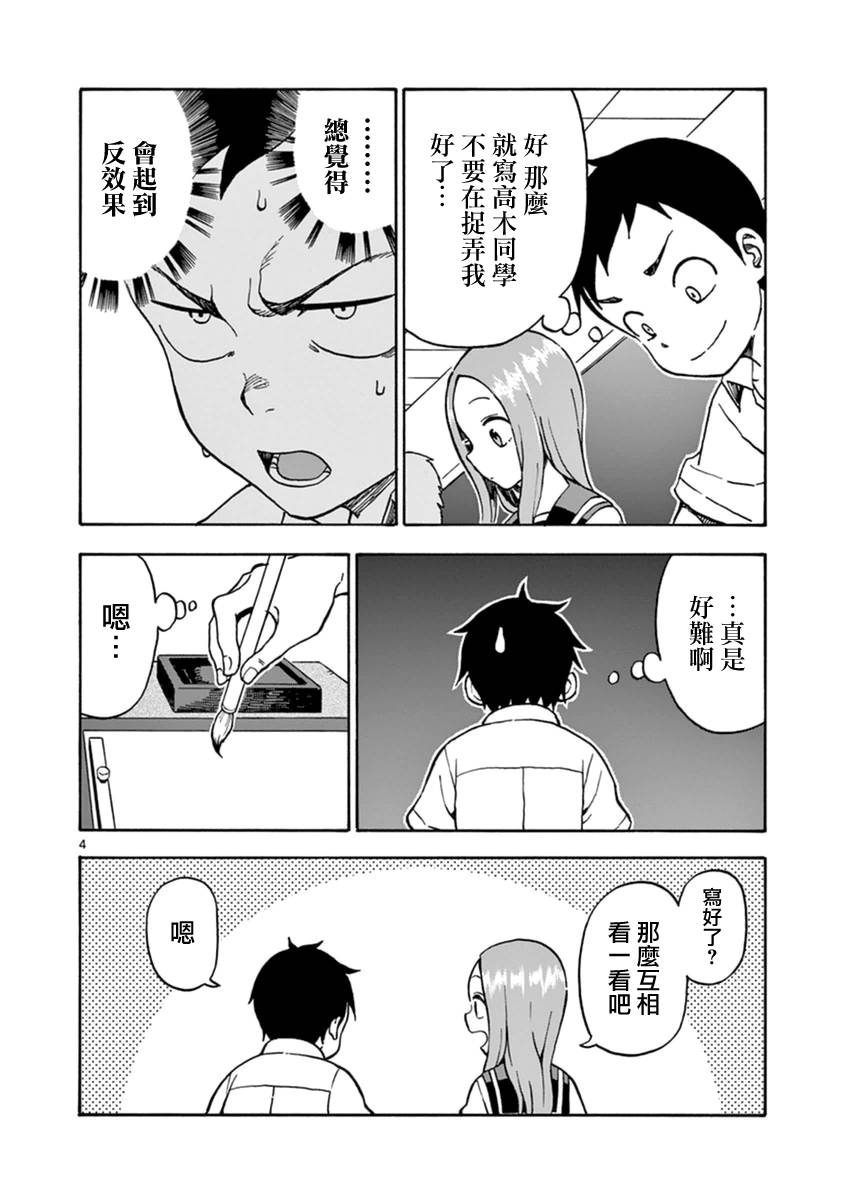 好 那麼
就寫高木同學
不要在捉弄我
好了…
………
總覺得
會起到
反效果
…真是
好難啊
嗯…
4
寫好了?
那麼互相
看一看吧
嗯